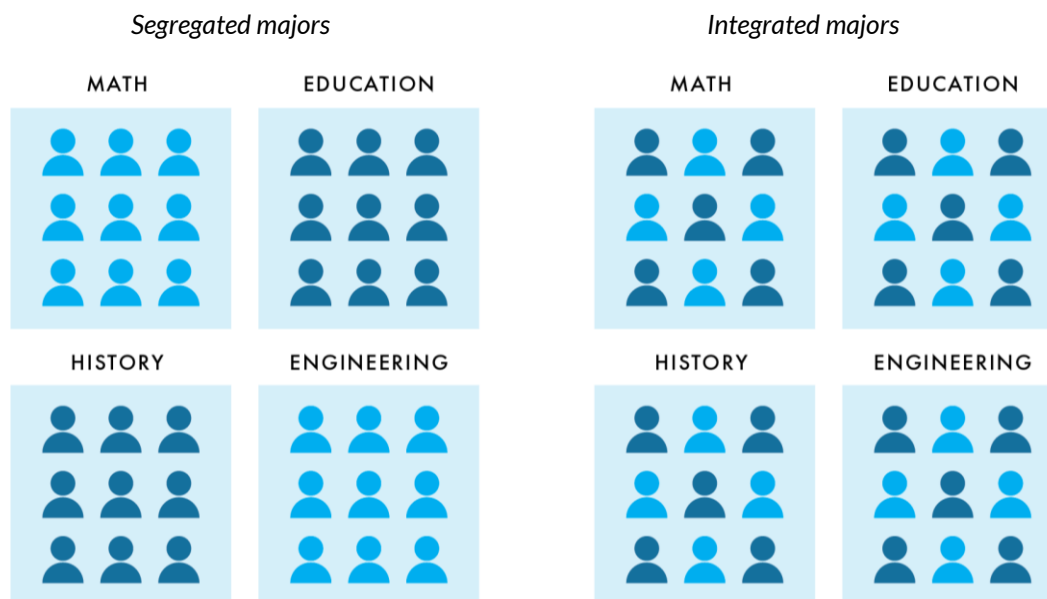 Segregated majors
Integrated majors
MATH
EDUCATION
MATH
EDUCATION
HISTORY
ENGINEERING
HISTORY
ENGINEERING